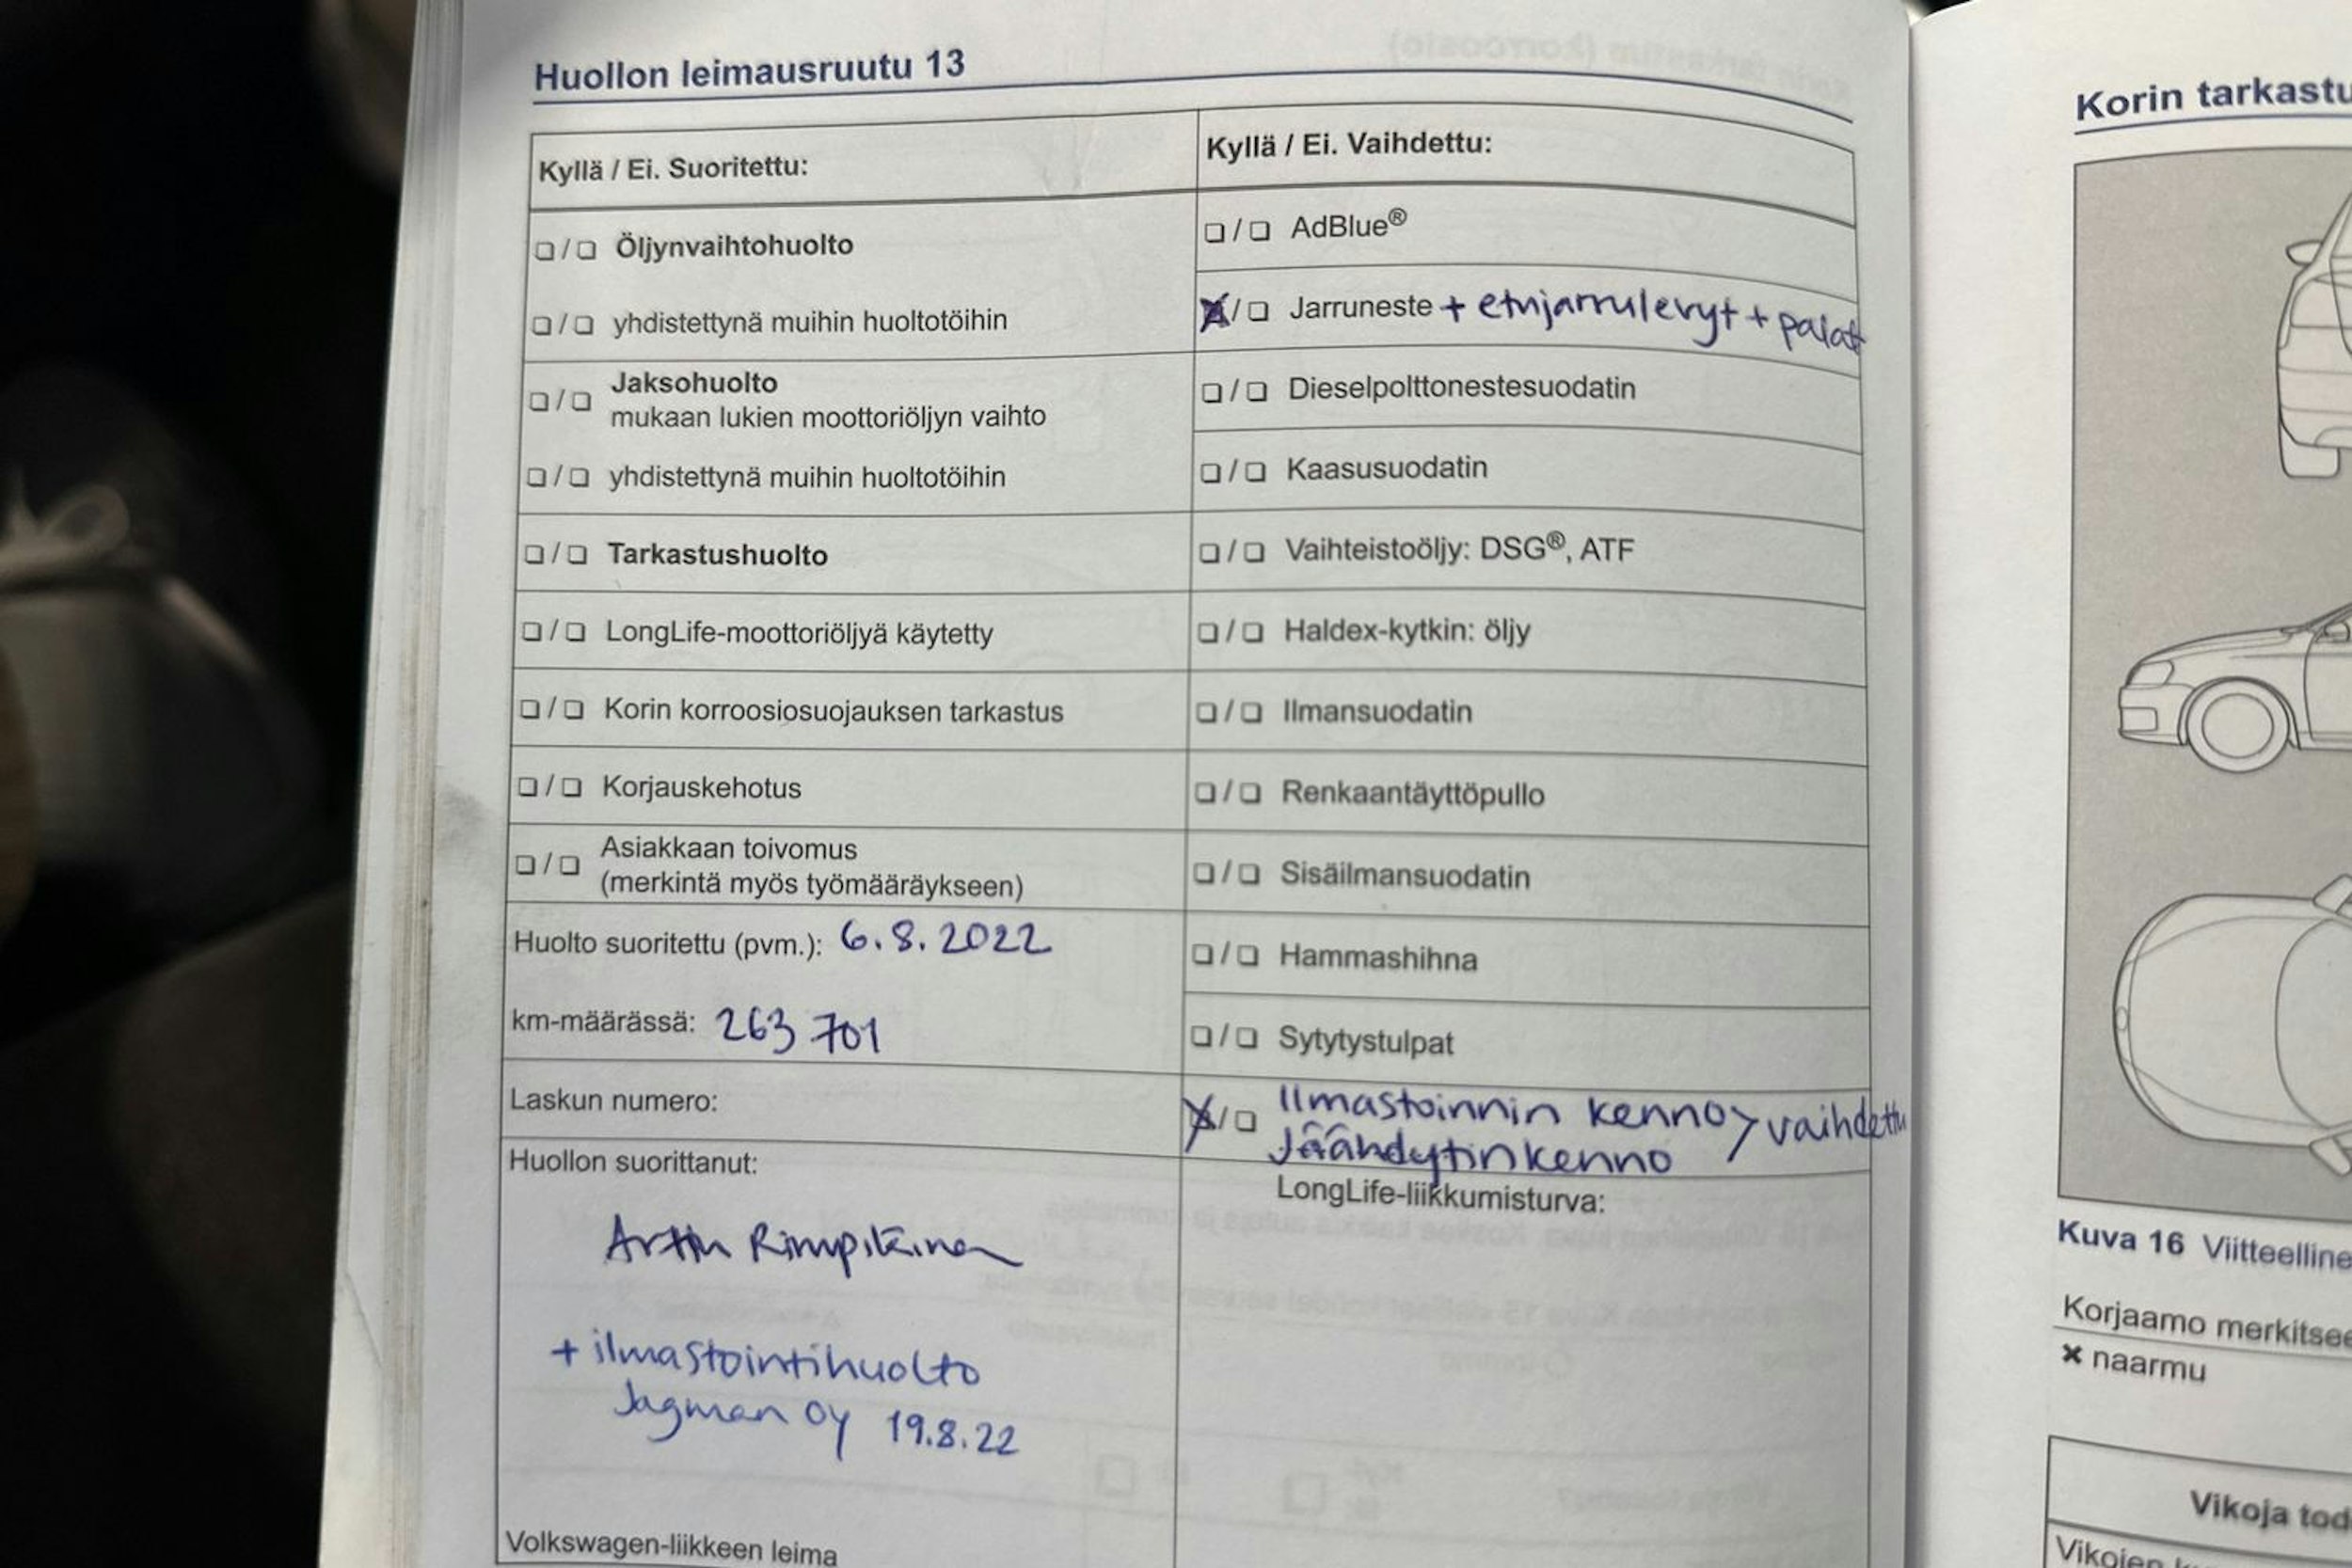 Huollon leimausruutu 13
Kyllä / Ei. Suoritettu:
❏ / ❏ Öljynvaihtohuolto
❏ / ❏ yhdistettynä muihin huoltotöihin
❏ / ❏ Jaksohuolto
mukaan lukien moottoriöljyn vaihto
❏ / ❏ yhdistettynä muihin huoltotöihin
❏ / ❏ Tarkastushuolto
❏ / ❏ LongLife-moottoriöljyä käytetty
❏ / ❏ Korin korroosiosuojauksen tarkastus
❏ / ❏ Korjauskehotus
❏ / ❏ Asiakkaan toivomus
(merkintä myös työmääräykseen)
Huolto suoritettu (pvm.): 6.8.2022
km-määrässä: 263 701
Laskun numero:
Huollon suorittanut:
Arttu Rimpiläinen
+ ilmastointihuolto
Jagman Oy 19.8.22
Volkswagen-liikkeen leima
Kyllä / Ei. Vaihdettu:
❏ / ❏ AdBlue®
X / ❏ Jarruneste + etujarrulevyt + palat
❏ / ❏ Dieselpolttonestesuodatin
❏ / ❏ Kaasusuodatin
❏ / ❏ Vaihteistoöljy: DSG®, ATF
❏ / ❏ Haldex-kytkin: öljy
❏ / ❏ Ilmansuodatin
❏ / ❏ Renkaantäyttöpullo
❏ / ❏ Sisäilmansuodatin
❏ / ❏ Hammashihna
❏ / ❏ Sytytystulpat
X / ❏ Ilmastoinnin kenno > vaihdettu
Jäähdytinkenno
LongLife-liikkumisturva:
Korin tarkastu
Kuva 16 Viitteelline
Korjaamo merkitsee
✖ naarmu
Vikoja tod
Vikojen